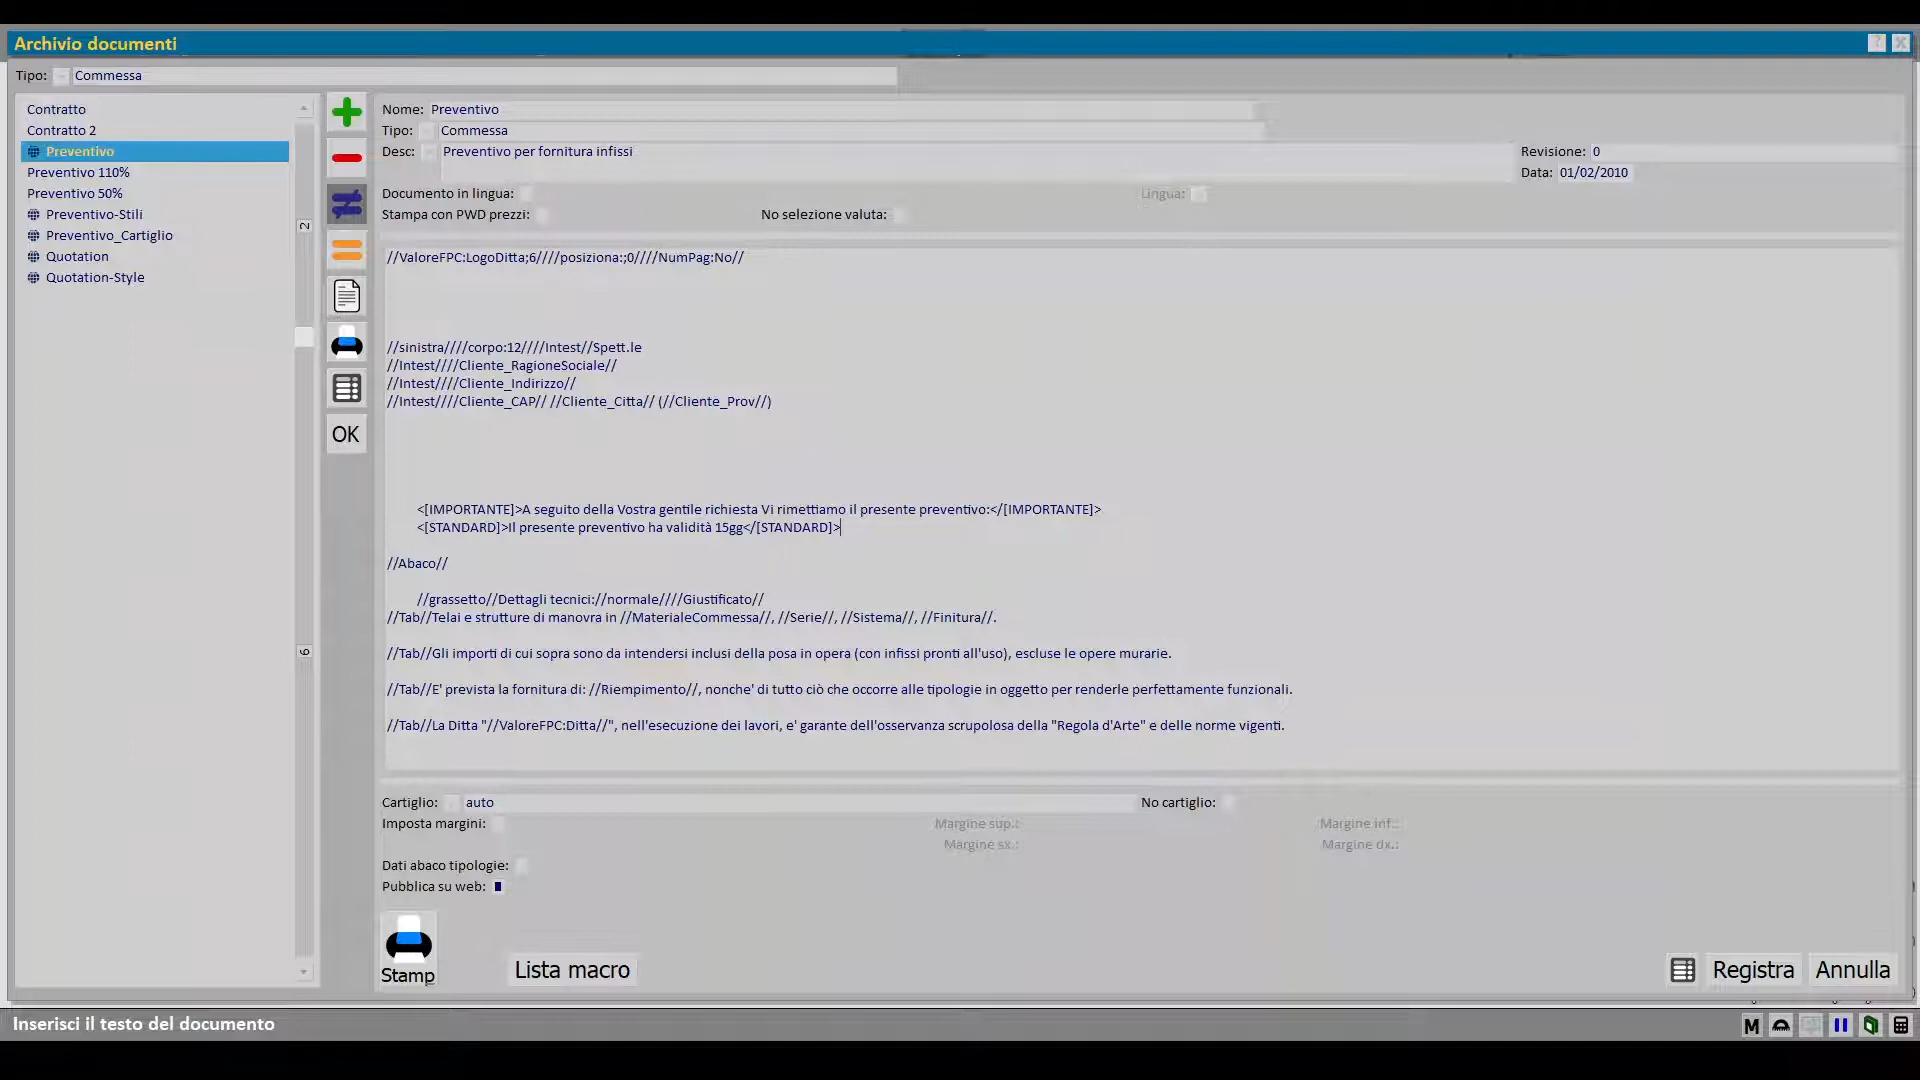 Archivio documenti
Tipo: Commessa
Contratto
Contratto 2
Preventivo
Preventivo 110%
Preventivo 50%
Preventivo-Stili
Preventivo_Cartiglio
Quotation
Quotation-Style
2
6
OK
Nome: Preventivo
Tipo: Commessa
Desc: Preventivo per fornitura infissi
Revisione: 0
Data: 01/02/2010
Documento in lingua:
Lingua:
Stampa con PWD prezzi:
No selezione valuta:
//ValoreFPC:LogoDitta;6////posiziona:;0////NumPag:No//
//sinistra////corpo:12////Intest//Spett.le
//Intest////Cliente_RagioneSociale//
//Intest////Cliente_Indirizzo//
//Intest////Cliente_CAP// //Cliente_Citta// (//Cliente_Prov//)
<[IMPORTANTE]>A seguito della Vostra gentile richiesta Vi rimettiamo il presente preventivo:</[IMPORTANTE]>
<[STANDARD]>Il presente preventivo ha validità 15gg</[STANDARD]>
//Abaco//
//grassetto//Dettagli tecnici://normale////Giustificato//
//Tab//Telai e strutture di manovra in //MaterialeCommessa//, //Serie//, //Sistema//, //Finitura//.
//Tab//Gli importi di cui sopra sono da intendersi inclusi della posa in opera (con infissi pronti all'uso), escluse le opere murarie.
//Tab//E' prevista la fornitura di: //Riempimento//, nonche' di tutto ciò che occorre alle tipologie in oggetto per renderle perfettamente funzionali.
//Tab//La Ditta "//ValoreFPC:Ditta//", nell'esecuzione dei lavori, e' garante dell'osservanza scrupolosa della "Regola d'Arte" e delle norme vigenti.
Cartiglio: auto
No cartiglio:
Imposta margini:
Margine sup.:
Margine inf.:
Margine sx.:
Margine dx.:
Dati abaco tipologie:
Pubblica su web:
Stamp
Lista macro
Registra
Annulla
Inserisci il testo del documento
M